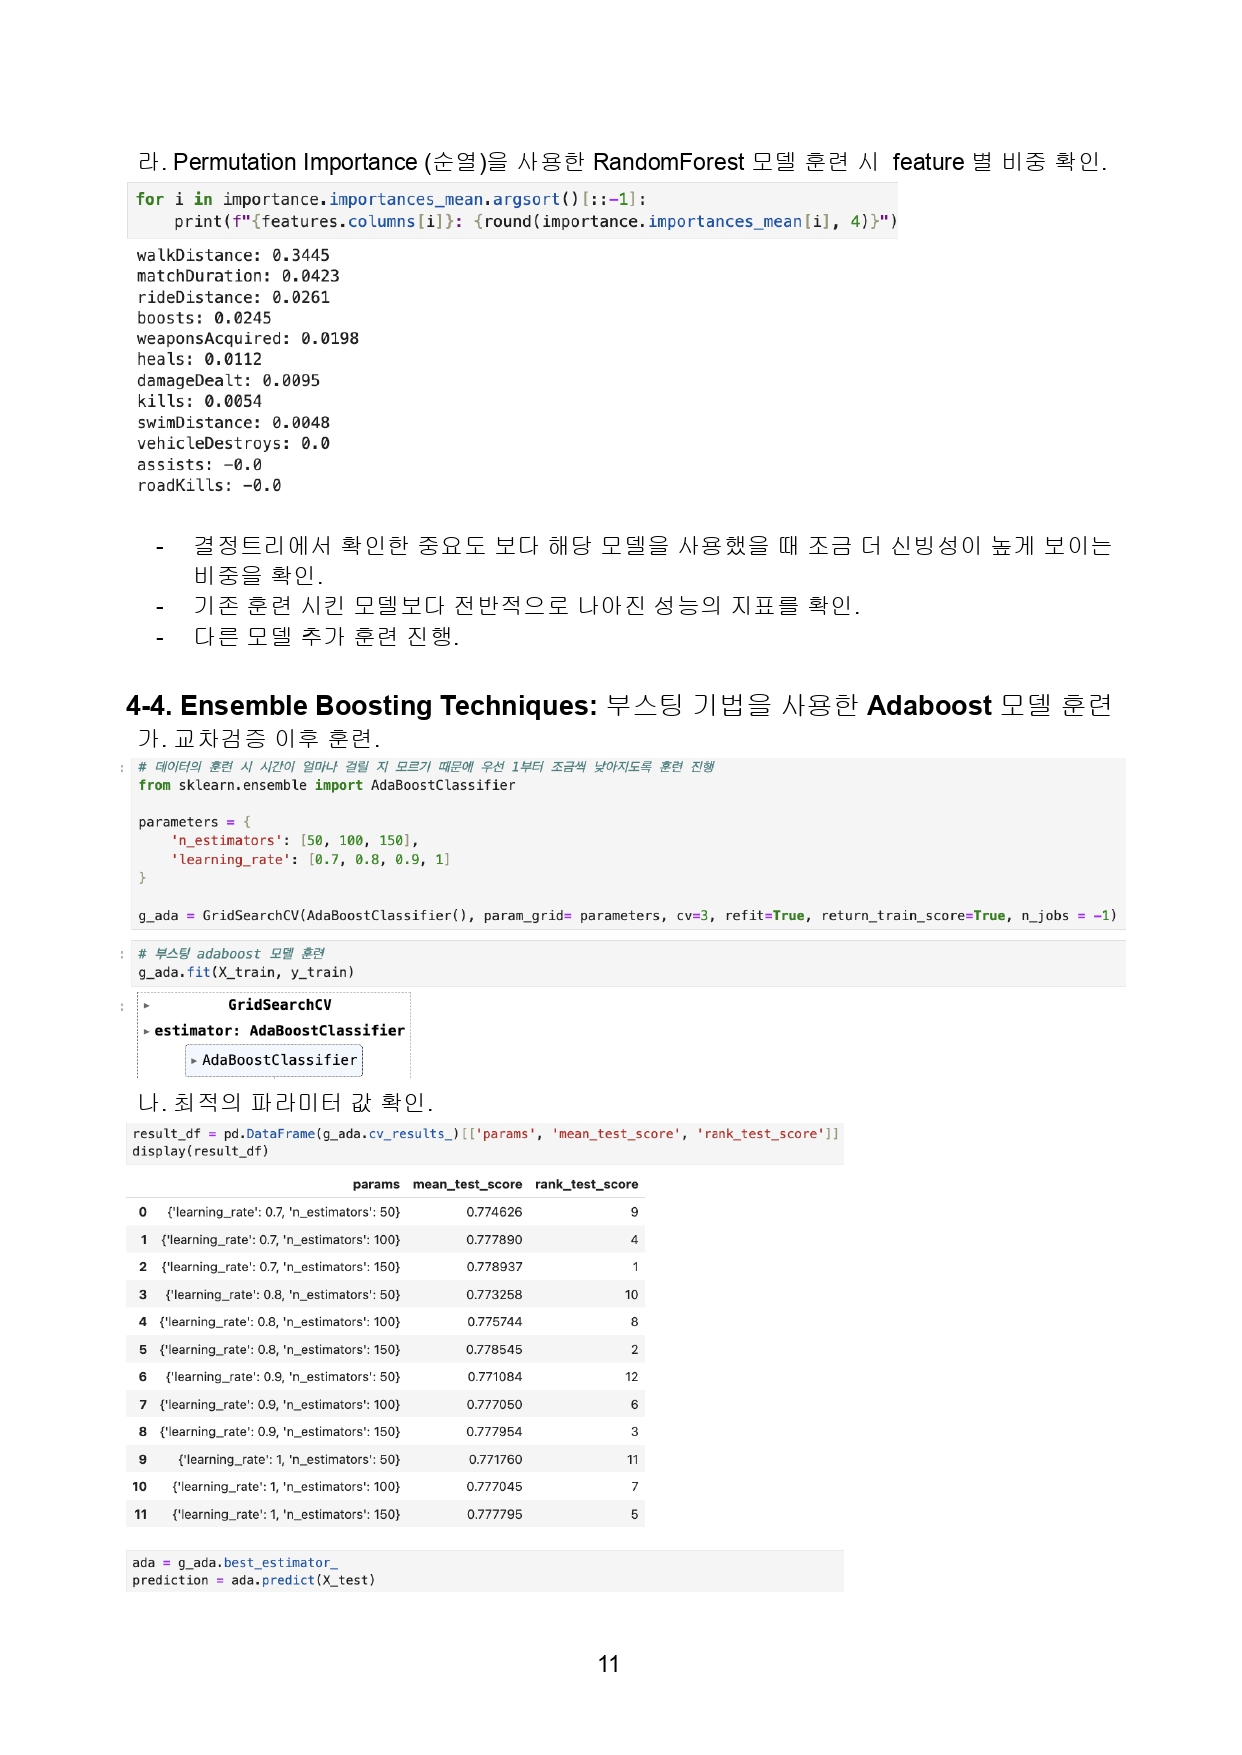 라. Permutation Importance (순열)을 사용한 RandomForest 모델 훈련 시 feature 별 비중 확인.
for i in importance.importances_mean.argsort()[::-1]:
print(f"{features.columns[i]}: {round(importance.importances_mean[i], 4)}")
walkDistance: 0.3445
matchDuration: 0.0423
rideDistance: 0.0261
boosts: 0.0245
weaponsAcquired: 0.0198
heals: 0.0112
damageDealt: 0.0095
kills: 0.0054
swimDistance: 0.0048
vehicleDestroys: 0.0
assists: -0.0
roadKills: -0.0
- 결정트리에서 확인한 중요도 보다 해당 모델을 사용했을 때 조금 더 신빙성이 높게 보이는
비중을 확인.
- 기존 훈련 시킨 모델보다 전반적으로 나아진 성능의 지표를 확인.
- 다른 모델 추가 훈련 진행.
4-4. Ensemble Boosting Techniques: 부스팅 기법을 사용한 Adaboost 모델 훈련
가. 교차검증 이후 훈련.
: # 데이터의 훈련 시 시간이 얼마나 걸릴 지 모르기 때문에 우선 1부터 조금씩 낮아지도록 훈련 진행
from sklearn.ensemble import AdaBoostClassifier
parameters = {
'n_estimators': [50, 100, 150],
'learning_rate': [0.7, 0.8, 0.9, 1]
}
g_ada = GridSearchCV(AdaBoostClassifier(), param_grid= parameters, cv=3, refit=True, return_train_score=True, n_jobs = -1)
: # 부스팅 adaboost 모델 훈련
g_ada.fit(X_train, y_train)
: ▸ GridSearchCV
▸ estimator: AdaBoostClassifier
▸ AdaBoostClassifier
나. 최적의 파라미터 값 확인.
result_df = pd.DataFrame(g_ada.cv_results_)[['params', 'mean_test_score', 'rank_test_score']]
display(result_df)
params mean_test_score rank_test_score
0 {'learning_rate': 0.7, 'n_estimators': 50} 0.774626 9
1 {'learning_rate': 0.7, 'n_estimators': 100} 0.777890 4
2 {'learning_rate': 0.7, 'n_estimators': 150} 0.778937 1
3 {'learning_rate': 0.8, 'n_estimators': 50} 0.773258 10
4 {'learning_rate': 0.8, 'n_estimators': 100} 0.775744 8
5 {'learning_rate': 0.8, 'n_estimators': 150} 0.778545 2
6 {'learning_rate': 0.9, 'n_estimators': 50} 0.771084 12
7 {'learning_rate': 0.9, 'n_estimators': 100} 0.777050 6
8 {'learning_rate': 0.9, 'n_estimators': 150} 0.777954 3
9 {'learning_rate': 1, 'n_estimators': 50} 0.771760 11
10 {'learning_rate': 1, 'n_estimators': 100} 0.777045 7
11 {'learning_rate': 1, 'n_estimators': 150} 0.777795 5
ada = g_ada.best_estimator_
prediction = ada.predict(X_test)
11